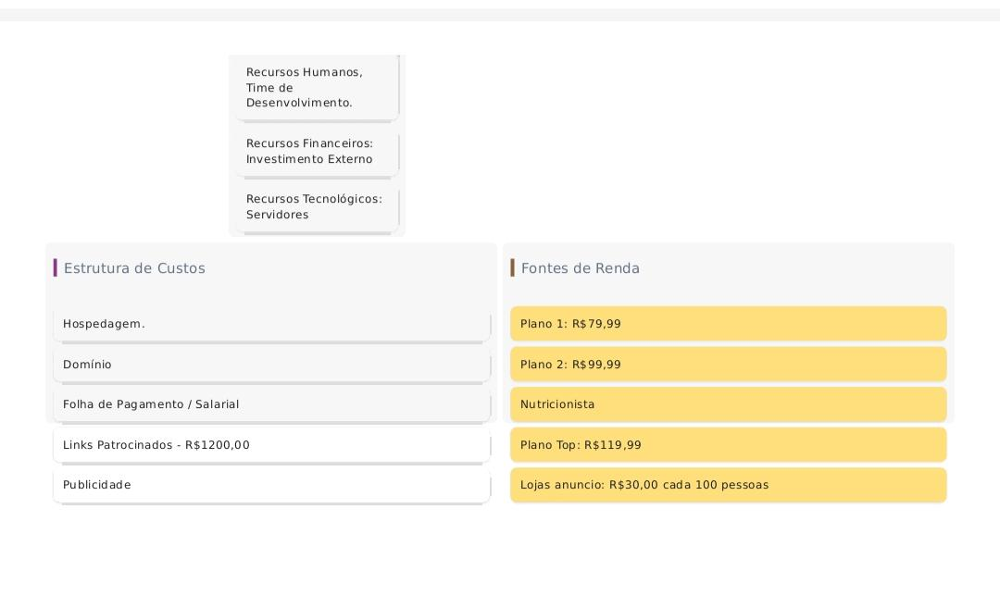 Recursos Humanos,
Time de
Desenvolvimento.
Recursos Financeiros:
Investimento Externo
Recursos Tecnológicos:
Servidores
Estrutura de Custos
Hospedagem.
Domínio
Folha de Pagamento / Salarial
Links Patrocinados - R$1200,00
Publicidade
Fontes de Renda
Plano 1: R$79,99
Plano 2: R$99,99
Nutricionista
Plano Top: R$119,99
Lojas anuncio: R$30,00 cada 100 pessoas